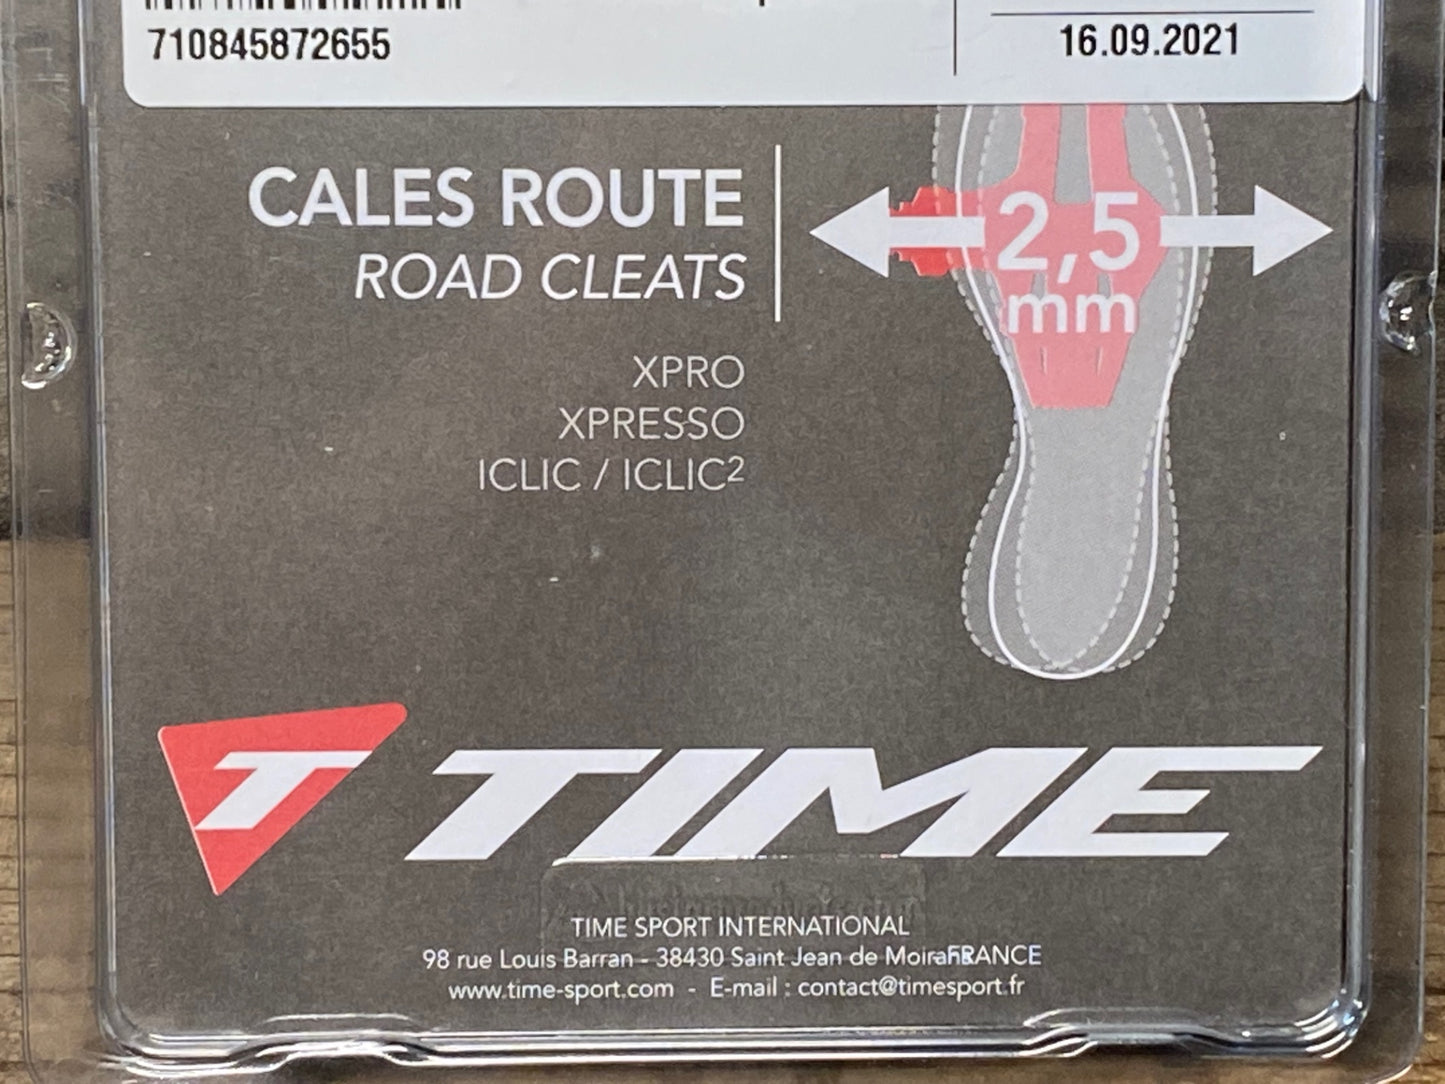 710845872655
16.09.2021
CALES ROUTE
ROAD CLEATS
2,5
mm
XPRO
XPRESSO
ICLIC / ICLIC²
T TIME
TIME SPORT INTERNATIONAL
98 rue Louis Barran - 38430 Saint Jean de Moirans FRANCE
www.time-sport.com - E-mail : contact@timesport.fr